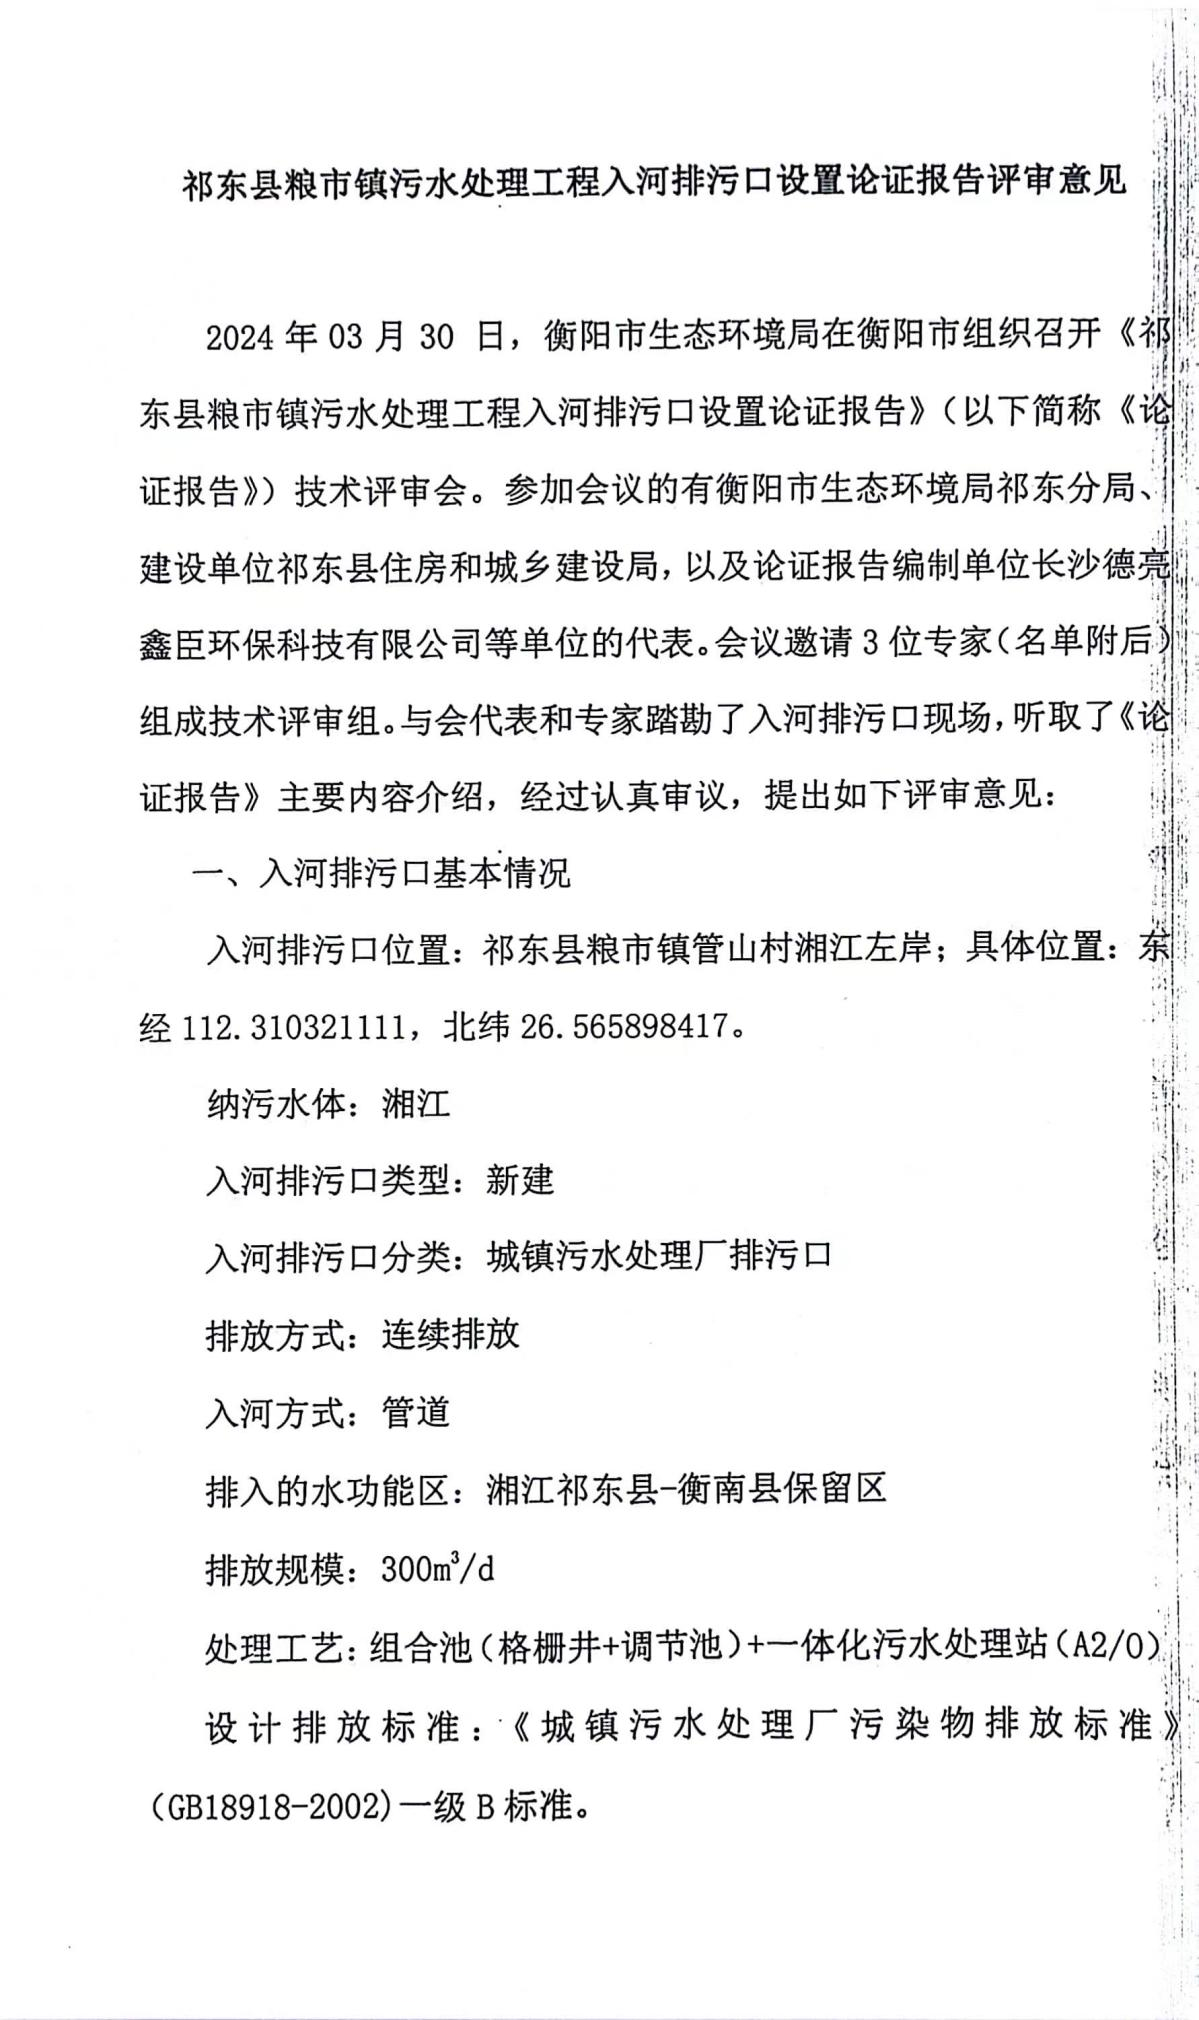 祁东县粮市镇污水处理工程入河排污口设置论证报告评审意见
2024年03月30日，衡阳市生态环境局在衡阳市组织召开《祁
东县粮市镇污水处理工程入河排污口设置论证报告》（以下简称《论
证报告》）技术评审会。参加会议的有衡阳市生态环境局祁东分局、
建设单位祁东县住房和城乡建设局，以及论证报告编制单位长沙德亮
鑫臣环保科技有限公司等单位的代表。会议邀请3位专家（名单附后）
组成技术评审组。与会代表和专家踏勘了入河排污口现场，听取了《论
证报告》主要内容介绍，经过认真审议，提出如下评审意见：
一、入河排污口基本情况
入河排污口位置：祁东县粮市镇管山村湘江左岸；具体位置：东
经112.310321111，北纬26.565898417。
纳污水体：湘江
入河排污口类型：新建
入河排污口分类：城镇污水处理厂排污口
排放方式：连续排放
入河方式：管道
排入的水功能区：湘江祁东县-衡南县保留区
排放规模：300m³/d
处理工艺：组合池（格栅井+调节池）+一体化污水处理站（A2/O）
设计排放标准：《城镇污水处理厂污染物排放标准》
（GB18918-2002)一级B标准。